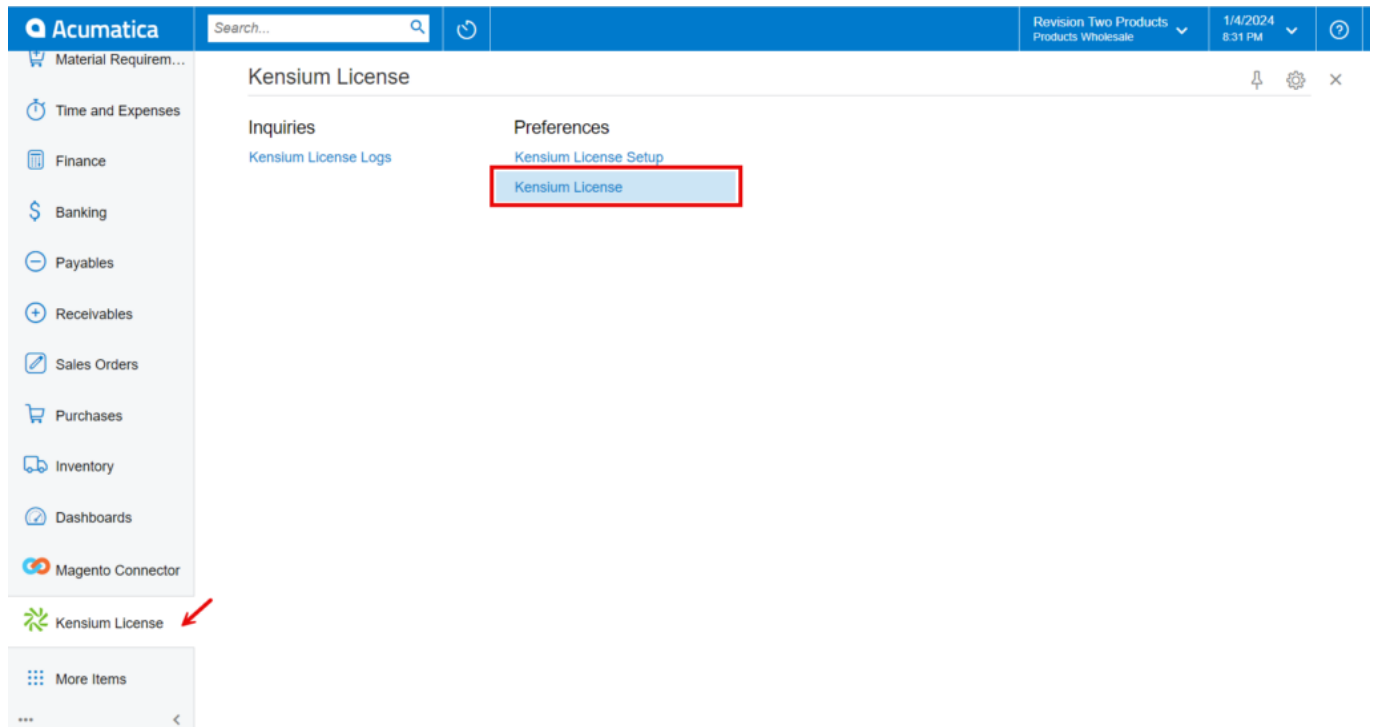 Acumatica
Search...
Revision Two Products
Products Wholesale
1/4/2024
8:31 PM
Material Requirem...
Time and Expenses
Finance
Banking
Payables
Receivables
Sales Orders
Purchases
Inventory
Dashboards
Magento Connector
Kensium License
More Items
Kensium License
Inquiries
Kensium License Logs
Preferences
Kensium License Setup
Kensium License